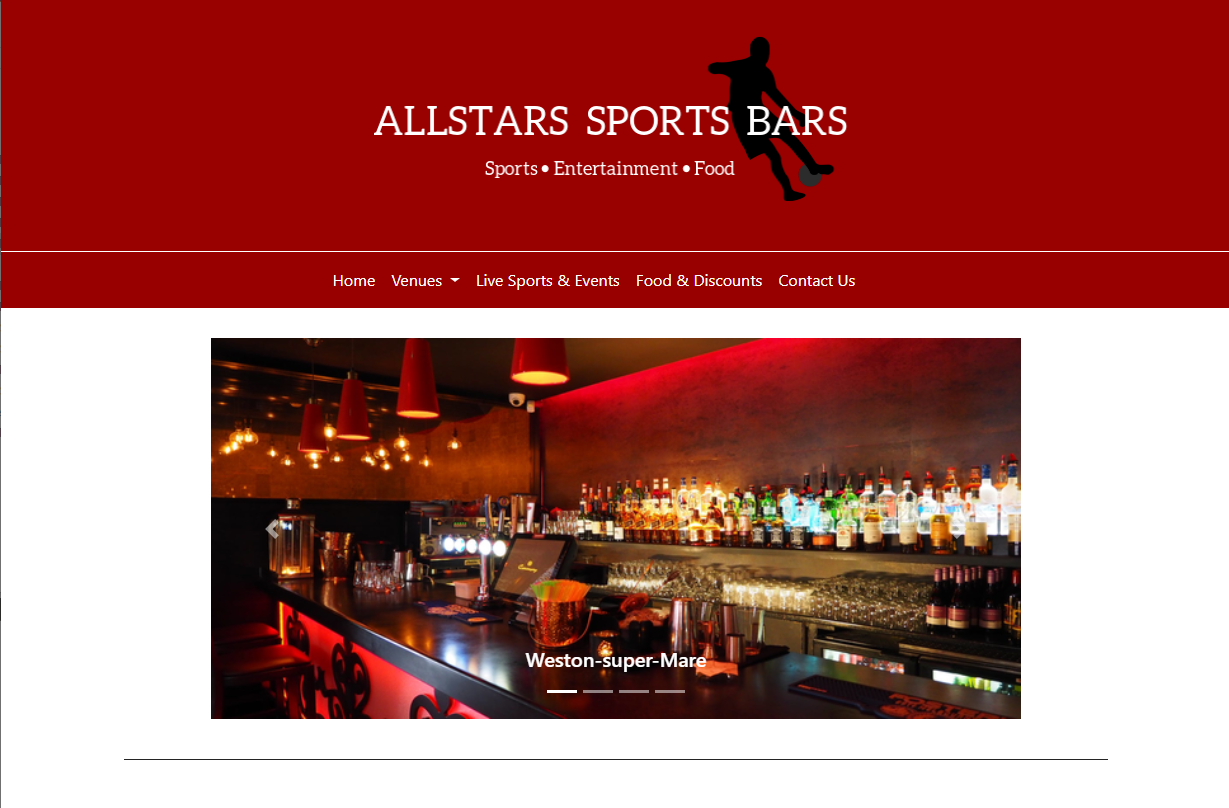 ALLSTARS SPORTS BARS
Sports • Entertainment • Food
Home Venues Live Sports & Events Food & Discounts Contact Us
Weston-super-Mare